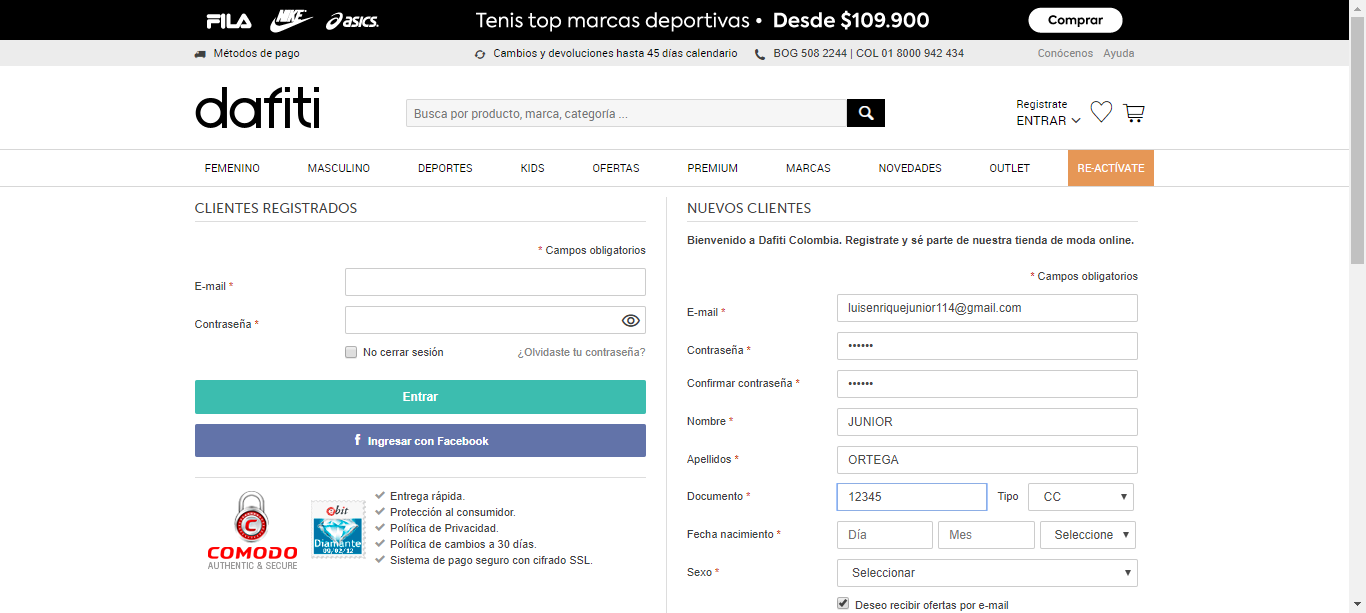 FILA NIKE asics. Tenis top marcas deportivas • Desde $109.900 Comprar
Métodos de pago Cambios y devoluciones hasta 45 días calendario BOG 508 2244 | COL 01 8000 942 434 Conócenos Ayuda
dafiti
Busca por producto, marca, categoría ...
Registrate
ENTRAR
FEMENINO MASCULINO DEPORTES KIDS OFERTAS PREMIUM MARCAS NOVEDADES OUTLET RE-ACTÍVATE
CLIENTES REGISTRADOS
* Campos obligatorios
E-mail *
Contraseña *
No cerrar sesión ¿Olvidaste tu contraseña?
Entrar
f Ingresar con Facebook
C
COMODO
AUTHENTIC & SECURE
ebit
Diamante
09/02/12
Entrega rápida.
Protección al consumidor.
Política de Privacidad.
Política de cambios a 30 días.
Sistema de pago seguro con cifrado SSL.
NUEVOS CLIENTES
Bienvenido a Dafiti Colombia. Registrate y sé parte de nuestra tienda de moda online.
* Campos obligatorios
E-mail * luisenriquejunior114@gmail.com
Contraseña * ••••••
Confirmar contraseña * ••••••
Nombre * JUNIOR
Apellidos * ORTEGA
Documento * 12345 Tipo CC
Fecha nacimiento * Día Mes Seleccione
Sexo * Seleccionar
Deseo recibir ofertas por e-mail